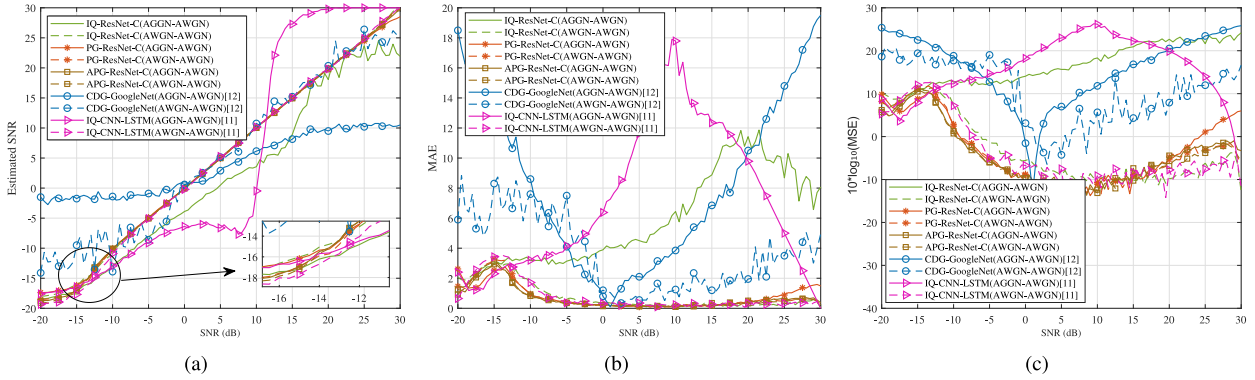 30
25
20
15
10
5
0
-5
-10
-15
-20
Estimated SNR
IQ-ResNet-C(AGGN-AWGN)
IQ-ResNet-C(AWGN-AWGN)
PG-ResNet-C(AGGN-AWGN)
PG-ResNet-C(AWGN-AWGN)
APG-ResNet-C(AGGN-AWGN)
APG-ResNet-C(AWGN-AWGN)
CDG-GoogleNet(AGGN-AWGN)[12]
CDG-GoogleNet(AWGN-AWGN)[12]
IQ-CNN-LSTM(AGGN-AWGN)[11]
IQ-CNN-LSTM(AWGN-AWGN)[11]
-14
-16
-18
-16 -14 -12
-20 -15 -10 -5 0 5 10 15 20 25 30
SNR (dB)
(a)
20
18
16
14
12
10
8
6
4
2
0
MAE
IQ-ResNet-C(AGGN-AWGN)
IQ-ResNet-C(AWGN-AWGN)
PG-ResNet-C(AGGN-AWGN)
PG-ResNet-C(AWGN-AWGN)
APG-ResNet-C(AGGN-AWGN)
APG-ResNet-C(AWGN-AWGN)
CDG-GoogleNet(AGGN-AWGN)[12]
CDG-GoogleNet(AWGN-AWGN)[12]
IQ-CNN-LSTM(AGGN-AWGN)[11]
IQ-CNN-LSTM(AWGN-AWGN)[11]
-20 -15 -10 -5 0 5 10 15 20 25 30
SNR (dB)
(b)
30
20
10
0
-10
-20
-30
-40
10*log₁₀(MSE)
IQ-ResNet-C(AGGN-AWGN)
IQ-ResNet-C(AWGN-AWGN)
PG-ResNet-C(AGGN-AWGN)
PG-ResNet-C(AWGN-AWGN)
APG-ResNet-C(AGGN-AWGN)
APG-ResNet-C(AWGN-AWGN)
CDG-GoogleNet(AGGN-AWGN)[12]
CDG-GoogleNet(AWGN-AWGN)[12]
IQ-CNN-LSTM(AGGN-AWGN)[11]
IQ-CNN-LSTM(AWGN-AWGN)[11]
-20 -15 -10 -5 0 5 10 15 20 25 30
SNR (dB)
(c)